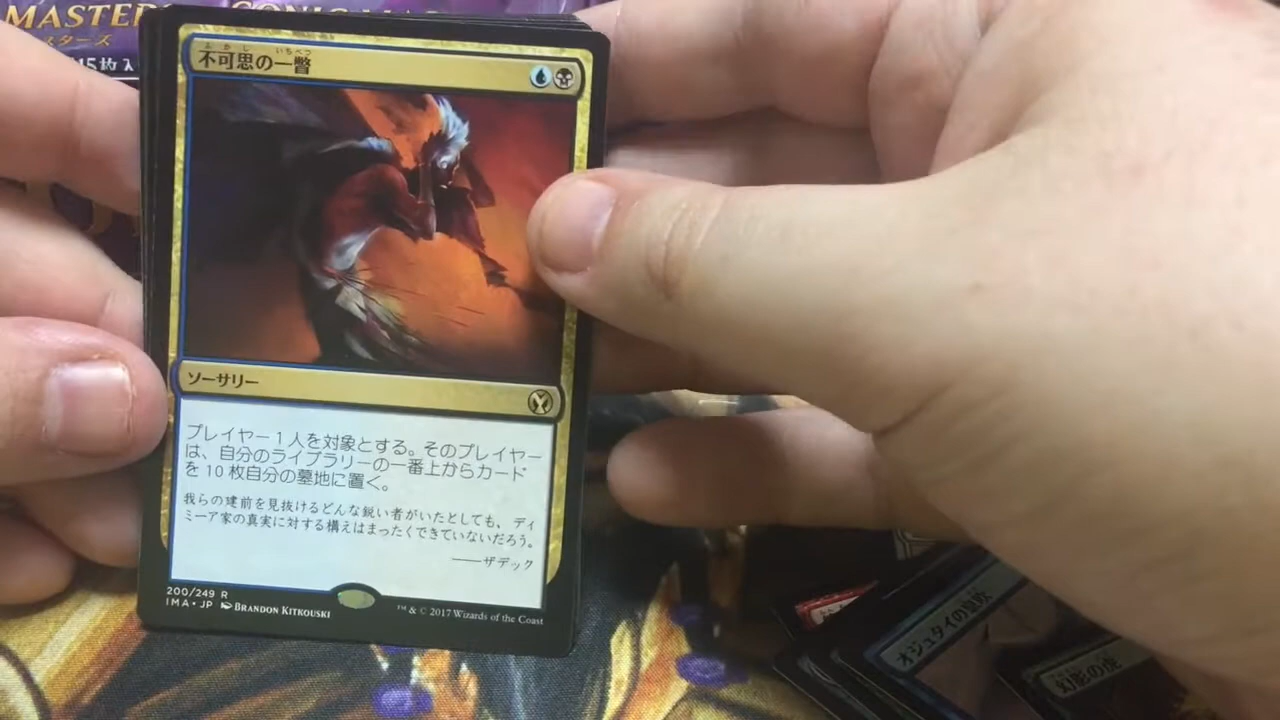 MASTER
スターズ
15枚入
ふかし いちべつ
不可思の一瞥
ソーサリー
プレイヤー1人を対象とする。そのプレイヤー
は、自分のライブラリーの一番上からカード
を10枚自分の墓地に置く。
我らの建前を見抜けるどんな鋭い者がいたとしても、ディ
ミーア家の真実に対する構えはまったくできていないだろう。
――ザデック
200/249 R
IMA • JP BRANDON KITKOUSKI
™ & © 2017 Wizards of the Coast
オジュタイの息吹
幻影の虎